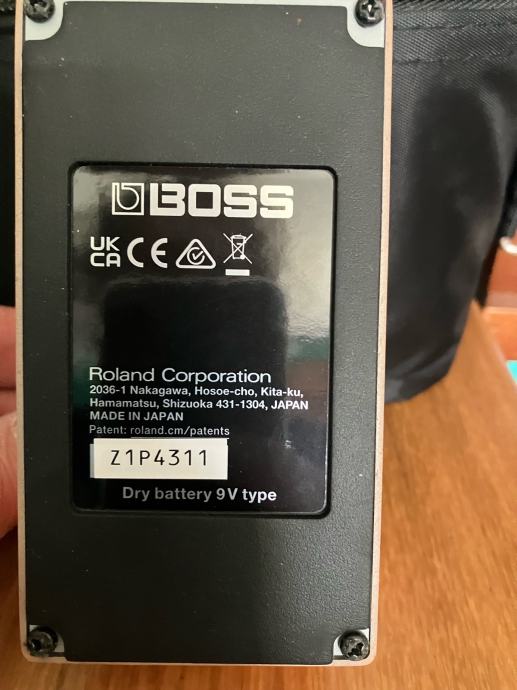 BOSS
UK
CA CE
Roland Corporation
2036-1 Nakagawa, Hosoe-cho, Kita-ku,
Hamamatsu, Shizuoka 431-1304, JAPAN
MADE IN JAPAN
Patent: roland.cm/patents
Z1P4311
Dry battery 9V type